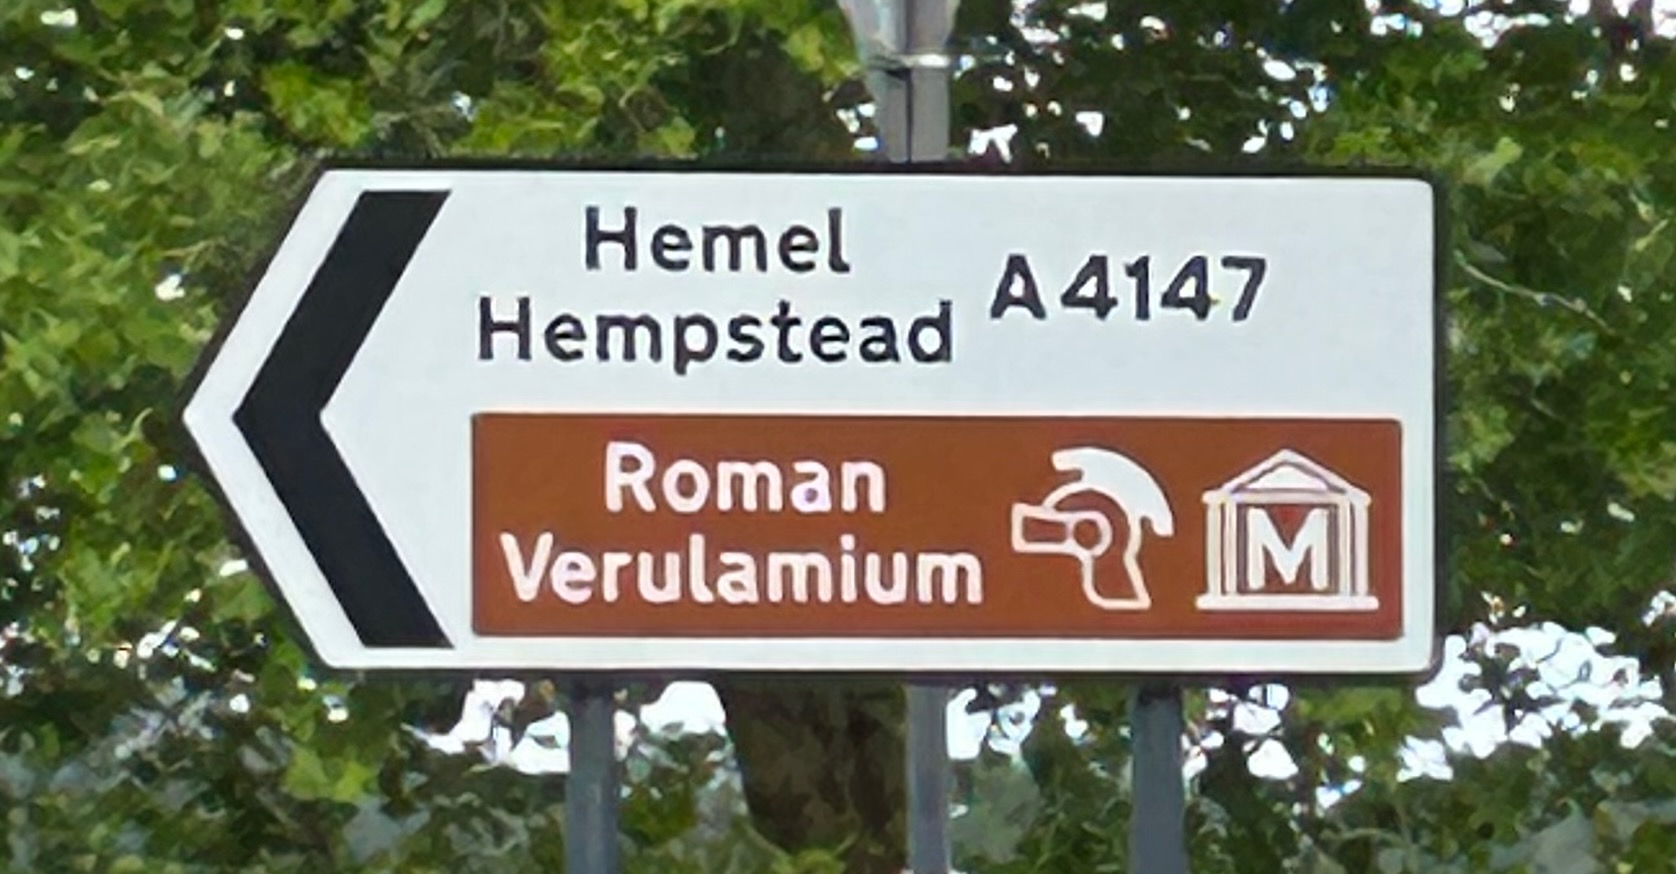 Hemel
Hempstead A4147
Roman
Verulamium
M